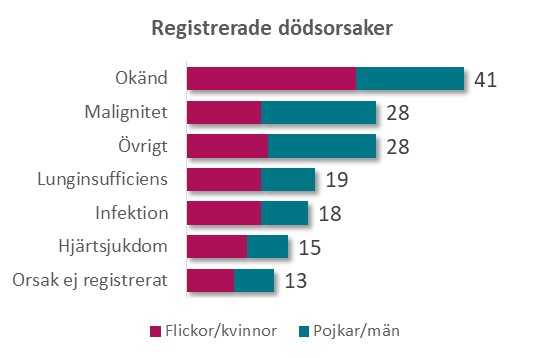 Registrerade dödsorsaker
Okänd 41
Malignitet 28
Övrigt 28
Lunginsufficiens 19
Infektion 18
Hjärtsjukdom 15
Orsak ej registrerat 13
Flickor/kvinnor Pojkar/män